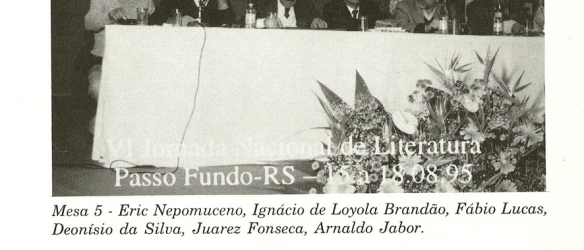 VI Jornada Nacional de Literatura
Passo Fundo-RS – 15 a 18.08.95
Mesa 5 - Eric Nepomuceno, Ignácio de Loyola Brandão, Fábio Lucas,
Deonísio da Silva, Juarez Fonseca, Arnaldo Jabor.